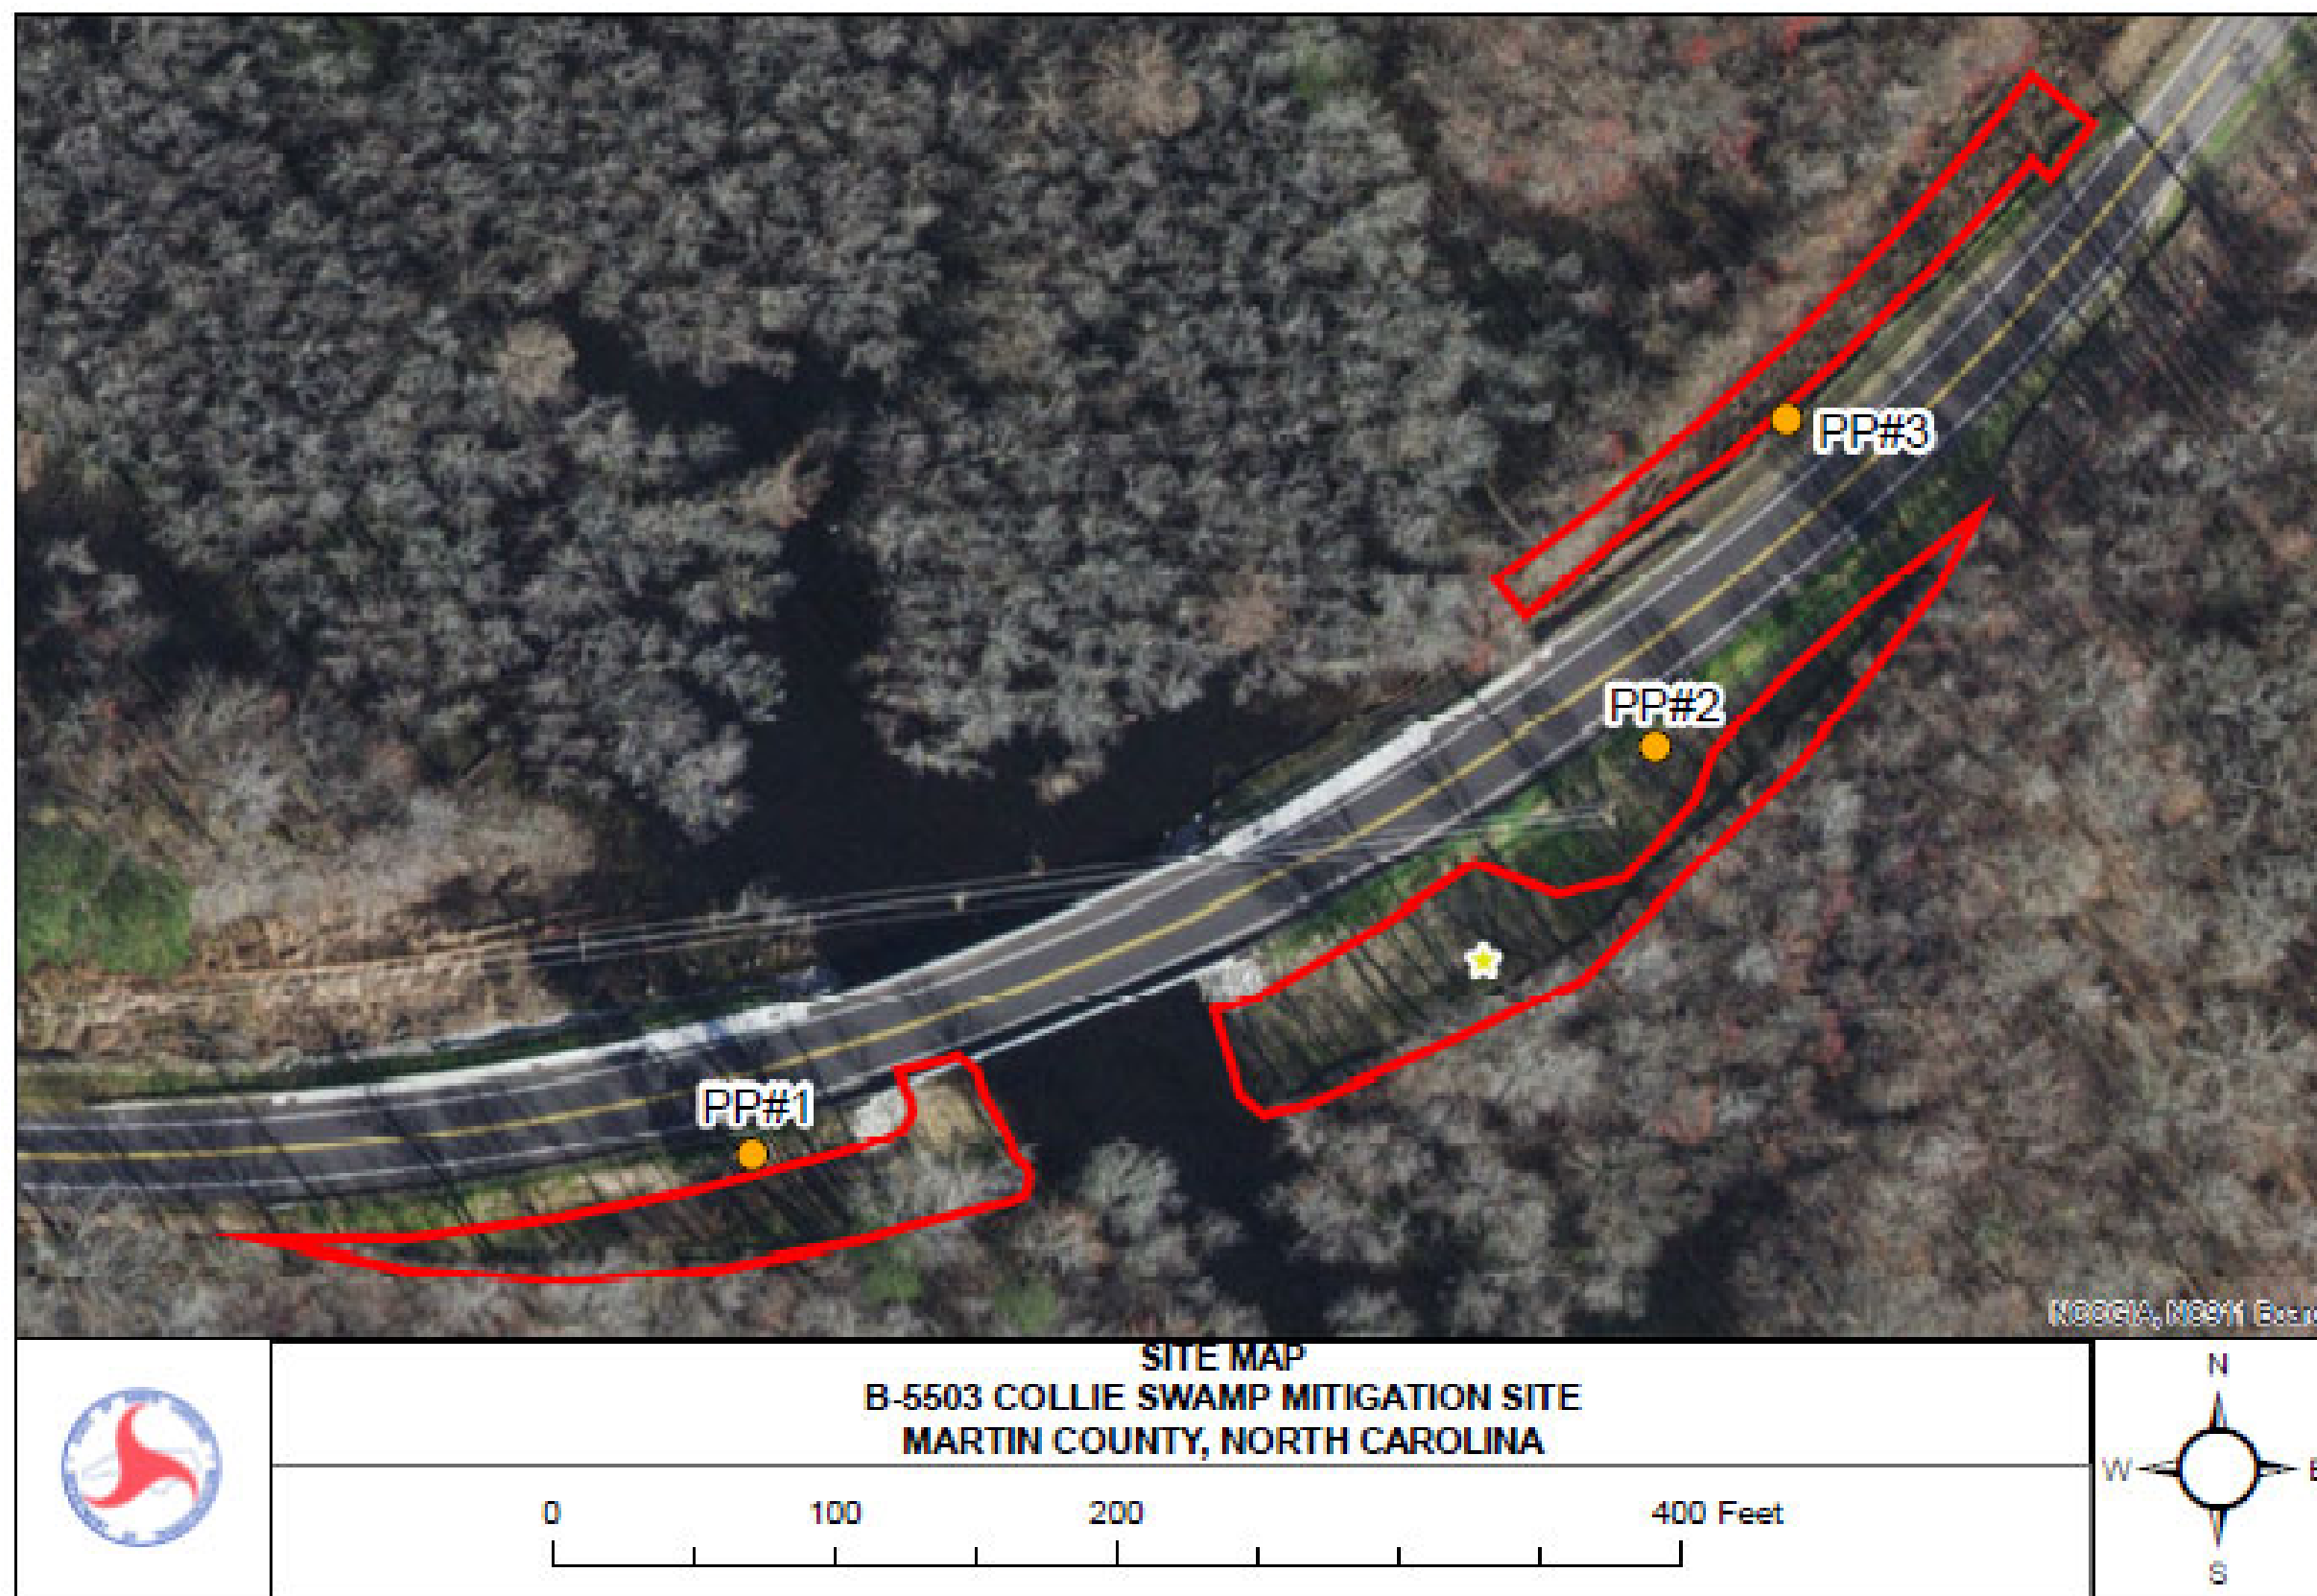 PP#3
PP#2
PP#1
SITE MAP
B-5503 COLLIE SWAMP MITIGATION SITE
MARTIN COUNTY, NORTH CAROLINA
0 100 200 400 Feet
N
W E
S